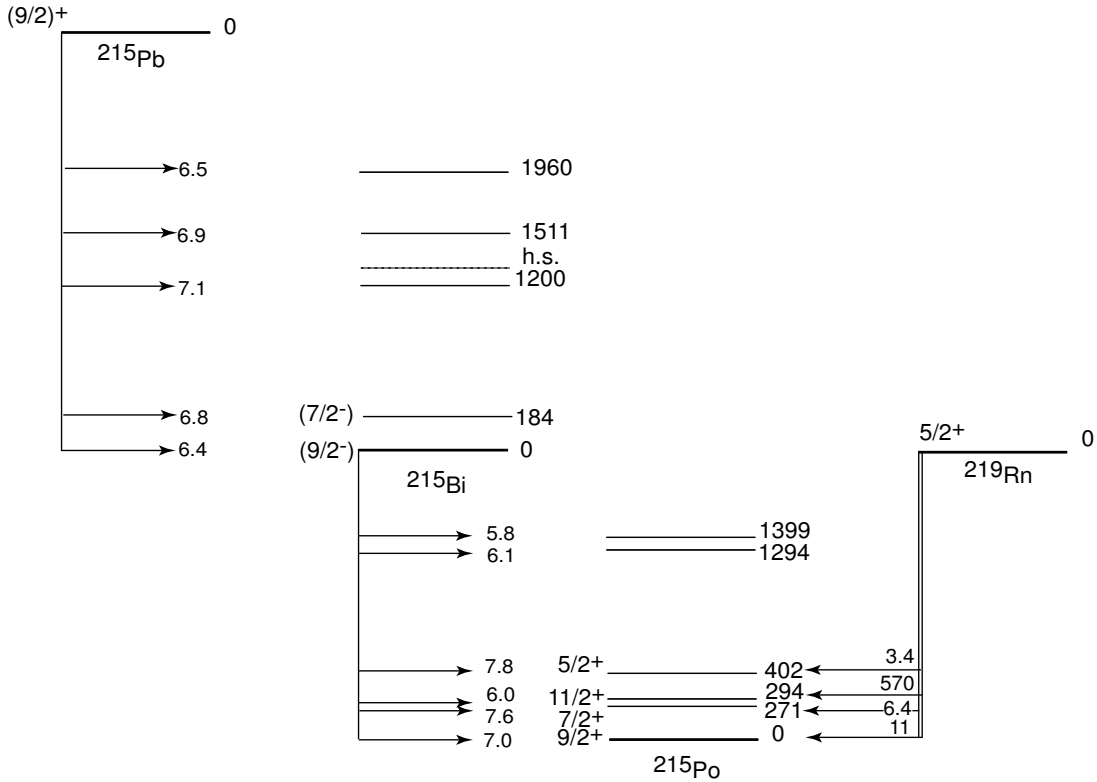 (9/2)+ 0
215Pb
6.5 1960
6.9 1511
h.s.
7.1 1200
6.8 (7/2-) 184
6.4 (9/2-) 0
215Bi
5/2+ 0
219Rn
5.8 1399
6.1 1294
7.8 5/2+ 402 3.4
6.0 11/2+ 294 570
7.6 7/2+ 271 6.4
7.0 9/2+ 0 11
215Po